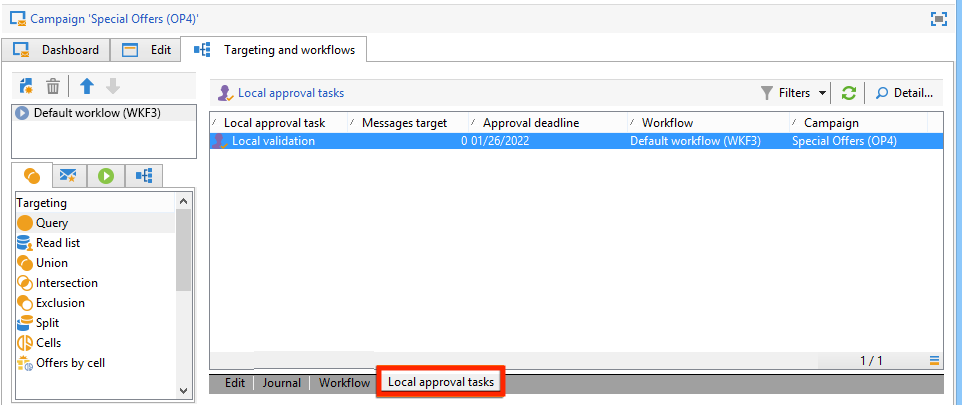 Campaign 'Special Offers (OP4)'
Dashboard Edit Targeting and workflows
Default worklow (WKF3)
Targeting
Query
Read list
Union
Intersection
Exclusion
Split
Cells
Offers by cell
Local approval tasks Filters Detail...
Local approval task Messages target Approval deadline Workflow Campaign
Local validation 0 01/26/2022 Default workflow (WKF3) Special Offers (OP4)
1 / 1
Edit Journal Workflow Local approval tasks